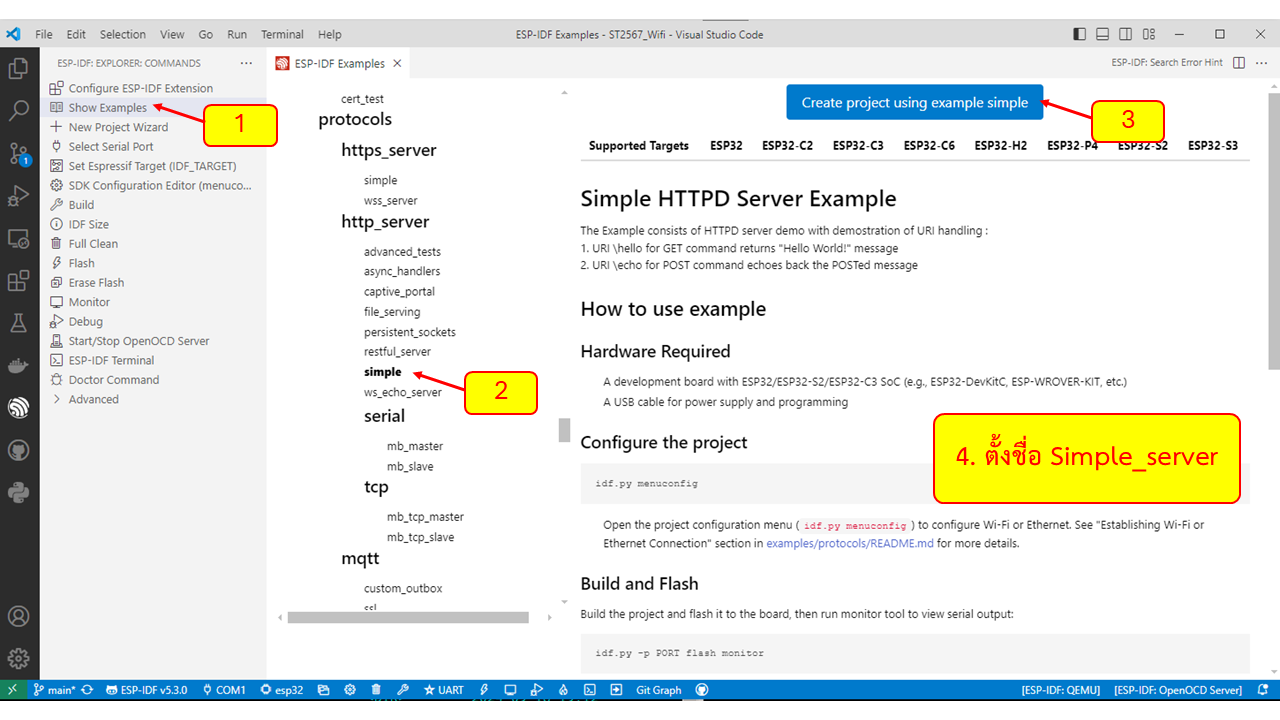 File Edit Selection View Go Run Terminal Help
ESP-IDF Examples - ST2567_Wifi - Visual Studio Code
ESP-IDF: EXPLORER: COMMANDS ...
Configure ESP-IDF Extension
Show Examples
New Project Wizard
Select Serial Port
Set Espressif Target (IDF_TARGET)
SDK Configuration Editor (menuco...
Build
IDF Size
Full Clean
Flash
Erase Flash
Monitor
Debug
Start/Stop OpenOCD Server
ESP-IDF Terminal
Doctor Command
Advanced
1
1
ESP-IDF Examples
ESP-IDF: Search Error Hint
cert_test
protocols
https_server
simple
wss_server
http_server
advanced_tests
async_handlers
captive_portal
file_serving
persistent_sockets
restful_server
simple
ws_echo_server
serial
mb_master
mb_slave
tcp
mb_tcp_master
mb_tcp_slave
mqtt
custom_outbox
ssl
2
Create project using example simple
3
Supported Targets ESP32 ESP32-C2 ESP32-C3 ESP32-C6 ESP32-H2 ESP32-P4 ESP32-S2 ESP32-S3
Simple HTTPD Server Example
The Example consists of HTTPD server demo with demostration of URI handling :
1. URI \hello for GET command returns "Hello World!" message
2. URI \echo for POST command echoes back the POSTed message
How to use example
Hardware Required
A development board with ESP32/ESP32-S2/ESP32-C3 SoC (e.g., ESP32-DevKitC, ESP-WROVER-KIT, etc.)
A USB cable for power supply and programming
Configure the project
4. ตั้งชื่อ Simple_server
idf.py menuconfig
Open the project configuration menu ( idf.py menuconfig ) to configure Wi-Fi or Ethernet. See "Establishing Wi-Fi or
Ethernet Connection" section in examples/protocols/README.md for more details.
Build and Flash
Build the project and flash it to the board, then run monitor tool to view serial output:
idf.py -p PORT flash monitor
main* ESP-IDF v5.3.0 COM1 esp32 UART Git Graph [ESP-IDF: QEMU] [ESP-IDF: OpenOCD Server]